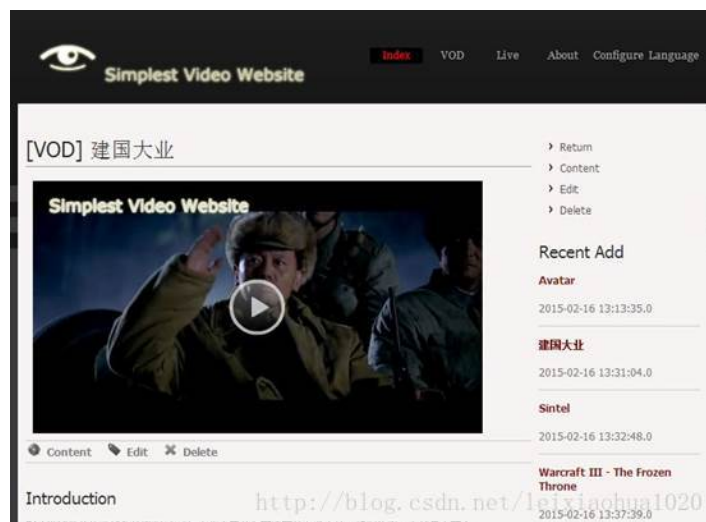 Simplest Video Website
Index VOD Live About Configure Language
[VOD] 建国大业
Simplest Video Website
Content Edit Delete
Introduction
Return
Content
Edit
Delete
Recent Add
Avatar
2015-02-16 13:13:35.0
建国大业
2015-02-16 13:31:04.0
Sintel
2015-02-16 13:32:48.0
Warcraft III - The Frozen
Throne
2015-02-16 13:37:39.0
http://blog.csdn.net/leixiaohua1020